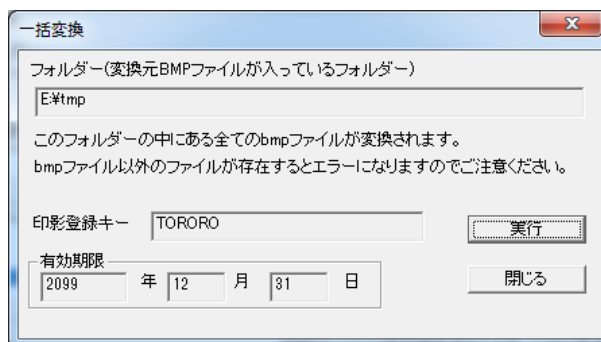 一括変換
フォルダー(変換元BMPファイルが入っているフォルダー)
E:¥tmp
このフォルダーの中にある全てのbmpファイルが変換されます。
bmpファイル以外のファイルが存在するとエラーになりますのでご注意ください。
印影登録キー TORORO 実行
有効期限
2099 年 12 月 31 日 閉じる